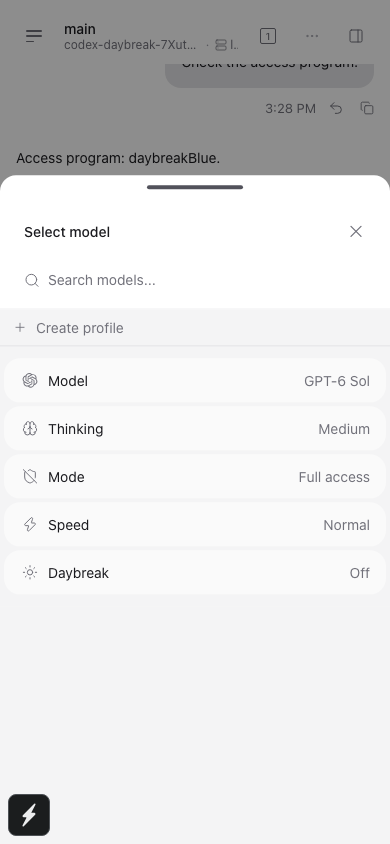 main
codex-daybreak-7Xut... · l..
1
Check the access program.
3:28 PM
Access program: daybreakBlue.
Select model
Search models...
Create profile
Model GPT-6 Sol
Thinking Medium
Mode Full access
Speed Normal
Daybreak Off